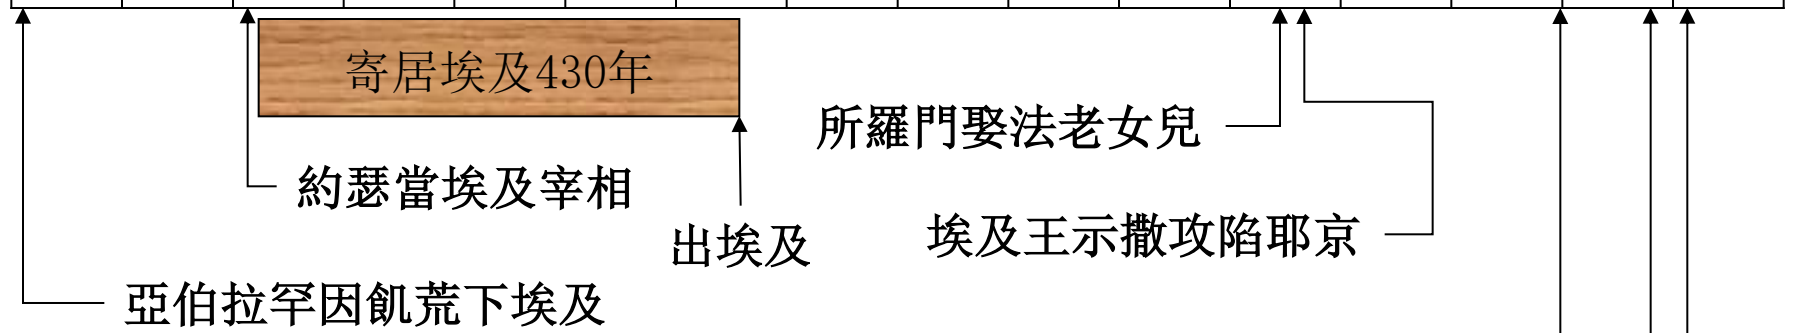 寄居埃及430年
所羅門娶法老女兒
約瑟當埃及宰相
埃及王示撒攻陷耶京
出埃及
亞伯拉罕因飢荒下埃及